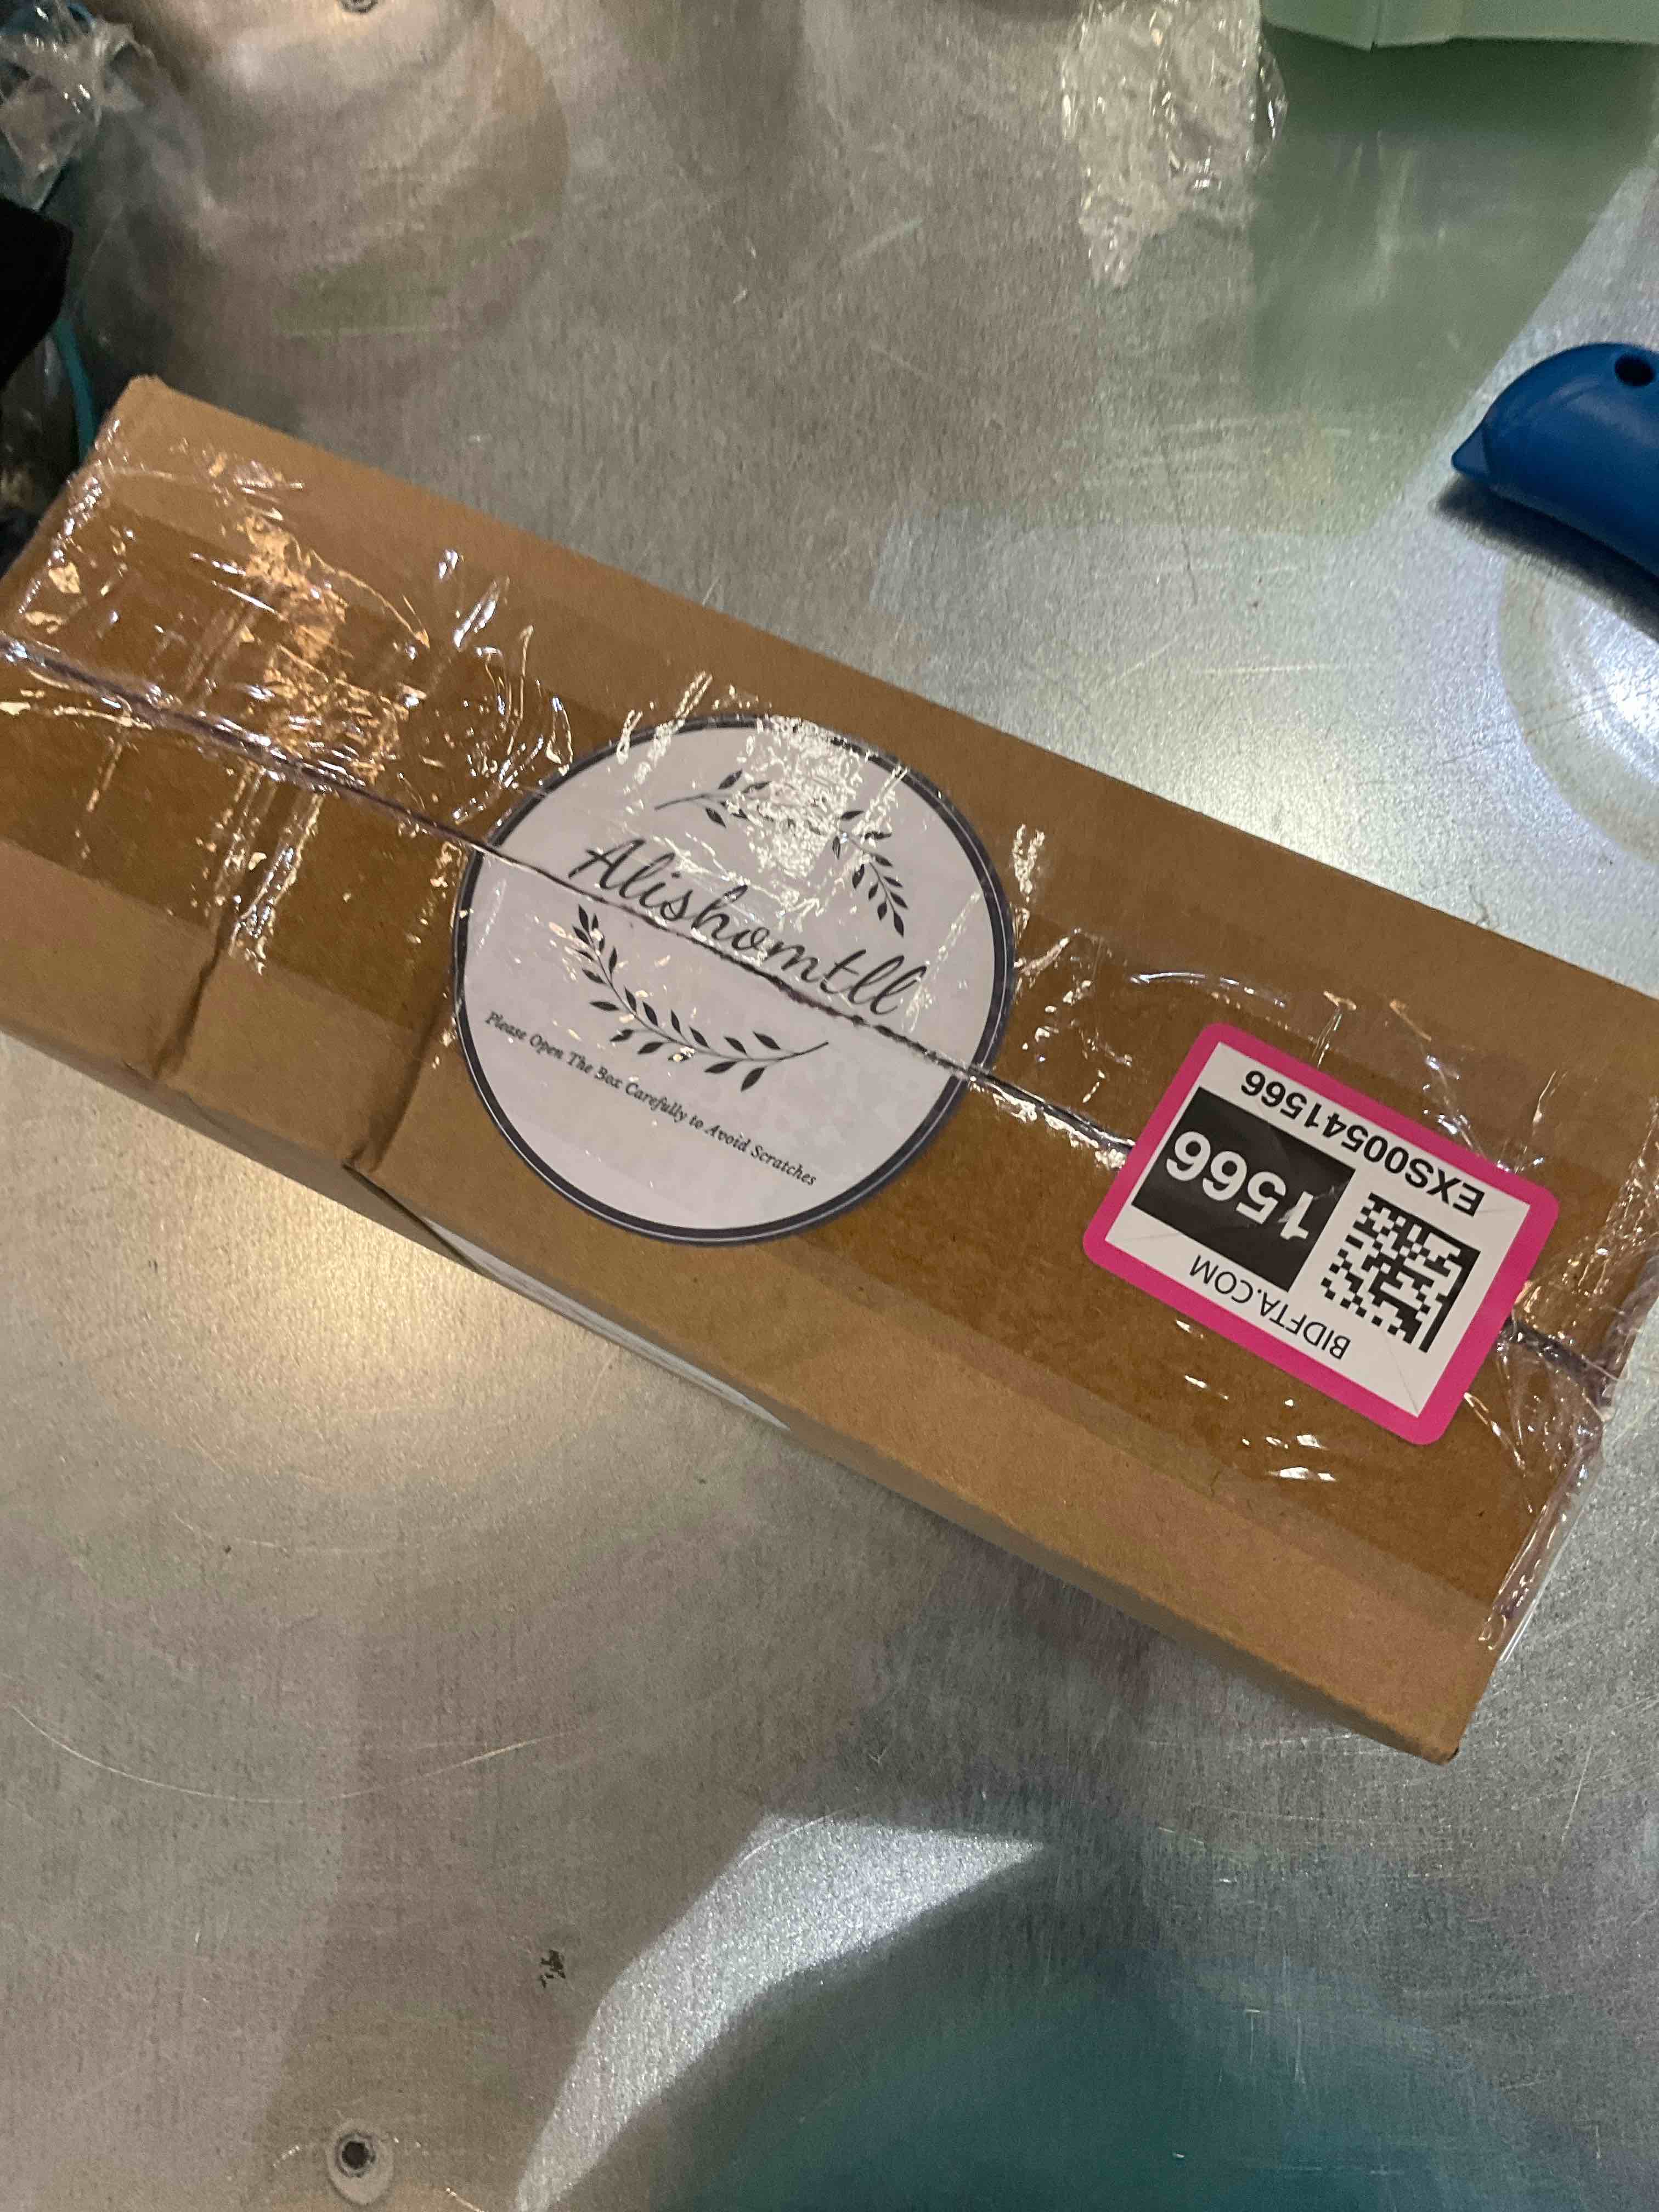 Alishomtll
Please Open The Box Carefully to Avoid Scratches
BIDFTA.COM
1566
EXS00541566